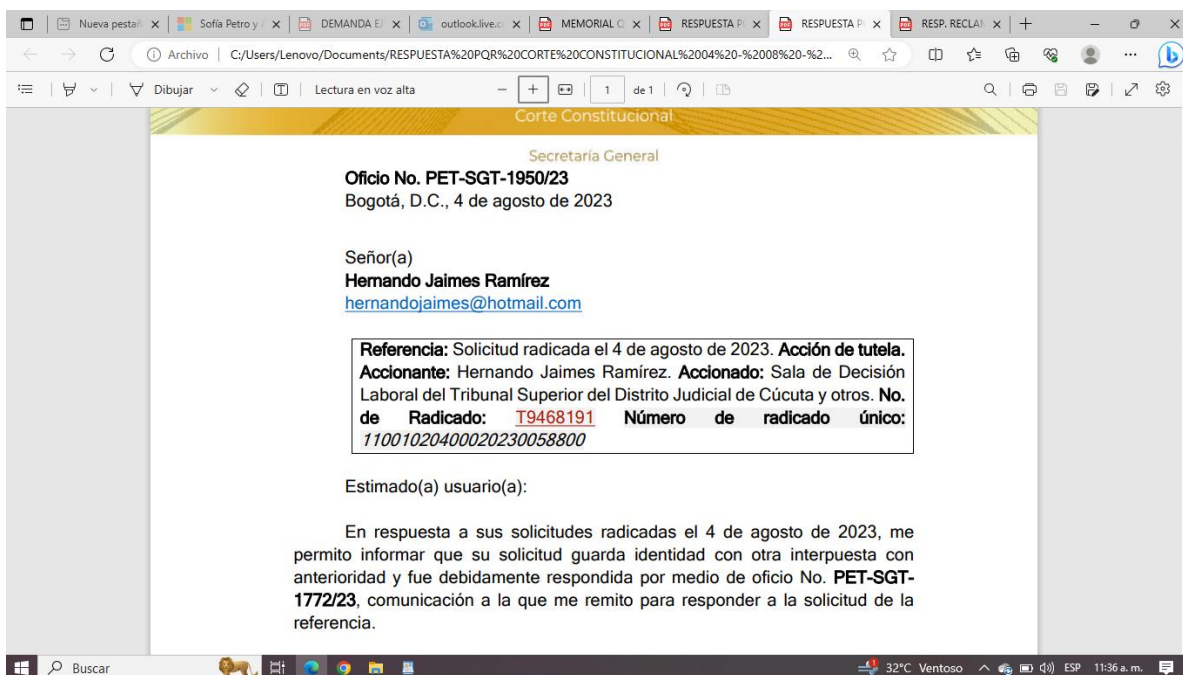 Nueva pestañ
Sofía Petro y
DEMANDA E
outlook.live.c
MEMORIAL
RESPUESTA P
RESPUESTA P
RESP. RECLA
Archivo | C:/Users/Lenovo/Documents/RESPUESTA%20PQR%20CORTE%20CONSTITUCIONAL%2004%20-%2008%20-%2...
Dibujar
Lectura en voz alta
1 de 1
Corte Constitucional
Secretaría General
Oficio No. PET-SGT-1950/23
Bogotá, D.C., 4 de agosto de 2023
Señor(a)
Hernando Jaimes Ramírez
hernandojaimes@hotmail.com
Referencia: Solicitud radicada el 4 de agosto de 2023. Acción de tutela.
Accionante: Hernando Jaimes Ramírez. Accionado: Sala de Decisión
Laboral del Tribunal Superior del Distrito Judicial de Cúcuta y otros. No.
de Radicado: T9468191 Número de radicado único:
11001020400020230058800
Estimado(a) usuario(a):
En respuesta a sus solicitudes radicadas el 4 de agosto de 2023, me
permito informar que su solicitud guarda identidad con otra interpuesta con
anterioridad y fue debidamente respondida por medio de oficio No. PET-SGT-
1772/23, comunicación a la que me remito para responder a la solicitud de la
referencia.
Buscar
32°C Ventoso
ESP
11:36 a. m.